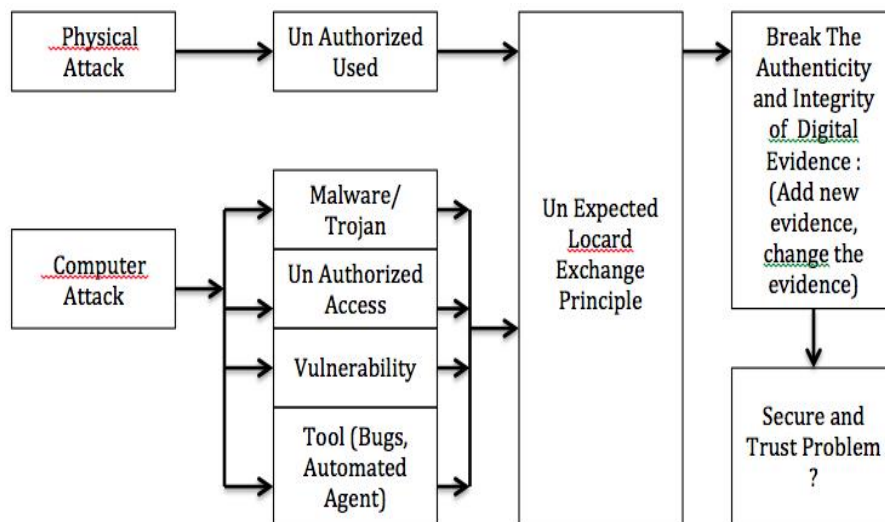 Physical
Attack
Un Authorized
Used
Computer
Attack
Malware/
Trojan
Un Authorized
Access
Vulnerability
Tool (Bugs,
Automated
Agent)
Un Expected
Locard
Exchange
Principle
Break The
Authenticity
and Integrity
of Digital
Evidence :
(Add new
evidence,
change the
evidence)
Secure and
Trust Problem
?